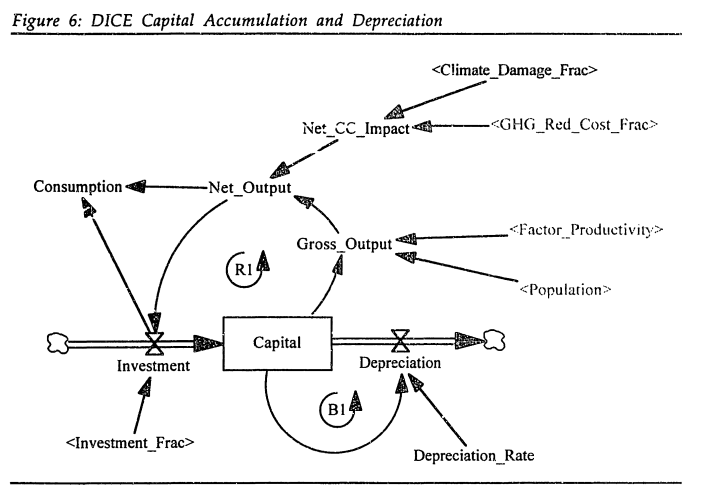 Figure 6: DICE Capital Accumulation and Depreciation
<Climate_Damage_Frac>
Net_CC_Impact
<GHG_Red_Cost_Frac>
Consumption
Net_Output
Gross_Output
<Factor_Productivity>
R1
<Population>
Capital
Investment
Depreciation
B1
<Investment_Frac>
Depreciation_Rate